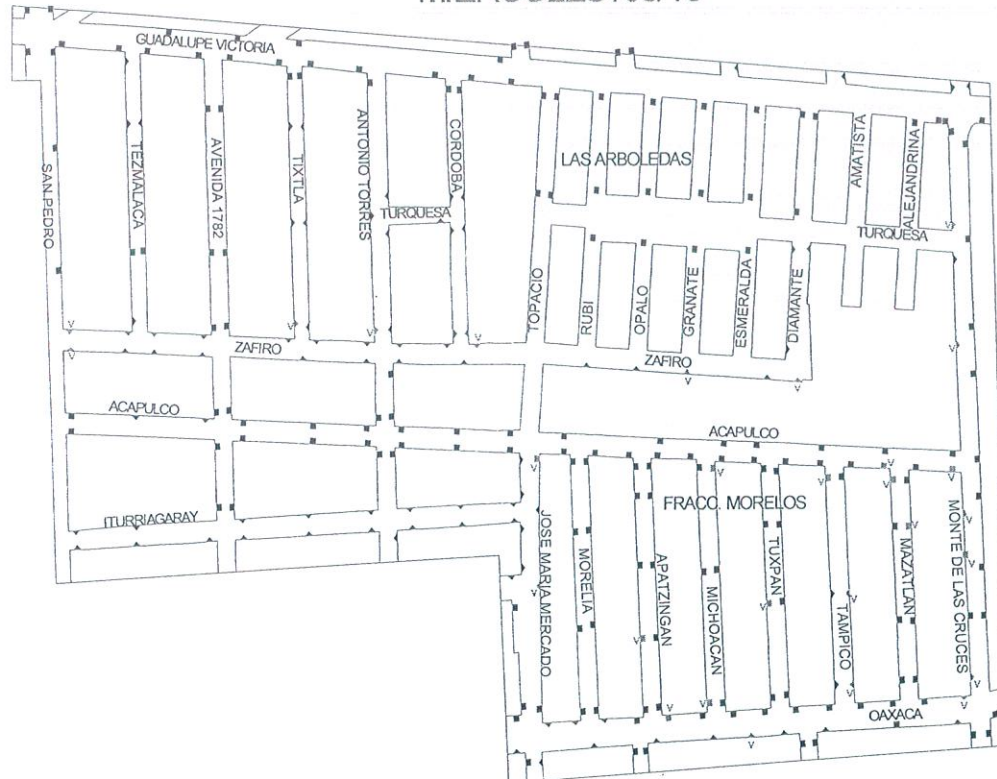 GUADALUPE VICTORIA
SAN PEDRO
TEZMALACA
AVENIDA 1782
TIXTLA
ANTONIO TORRES
CORDOBA
TURQUESA
LAS ARBOLEDAS
AMATISTA
ALEJANDRINA
TURQUESA
TOPACIO
RUBI
OPALO
GRANATE
ESMERALDA
DIAMANTE
ZAFIRO
ZAFIRO
ACAPULCO
ACAPULCO
ITURRIAGARAY
FRACC. MORELOS
JOSE MARIA MERCADO
MORELIA
APATZINGAN
MICHOACAN
TUXPAN
TAMPICO
MAZATLAN
MONTE DE LAS CRUCES
OAXACA